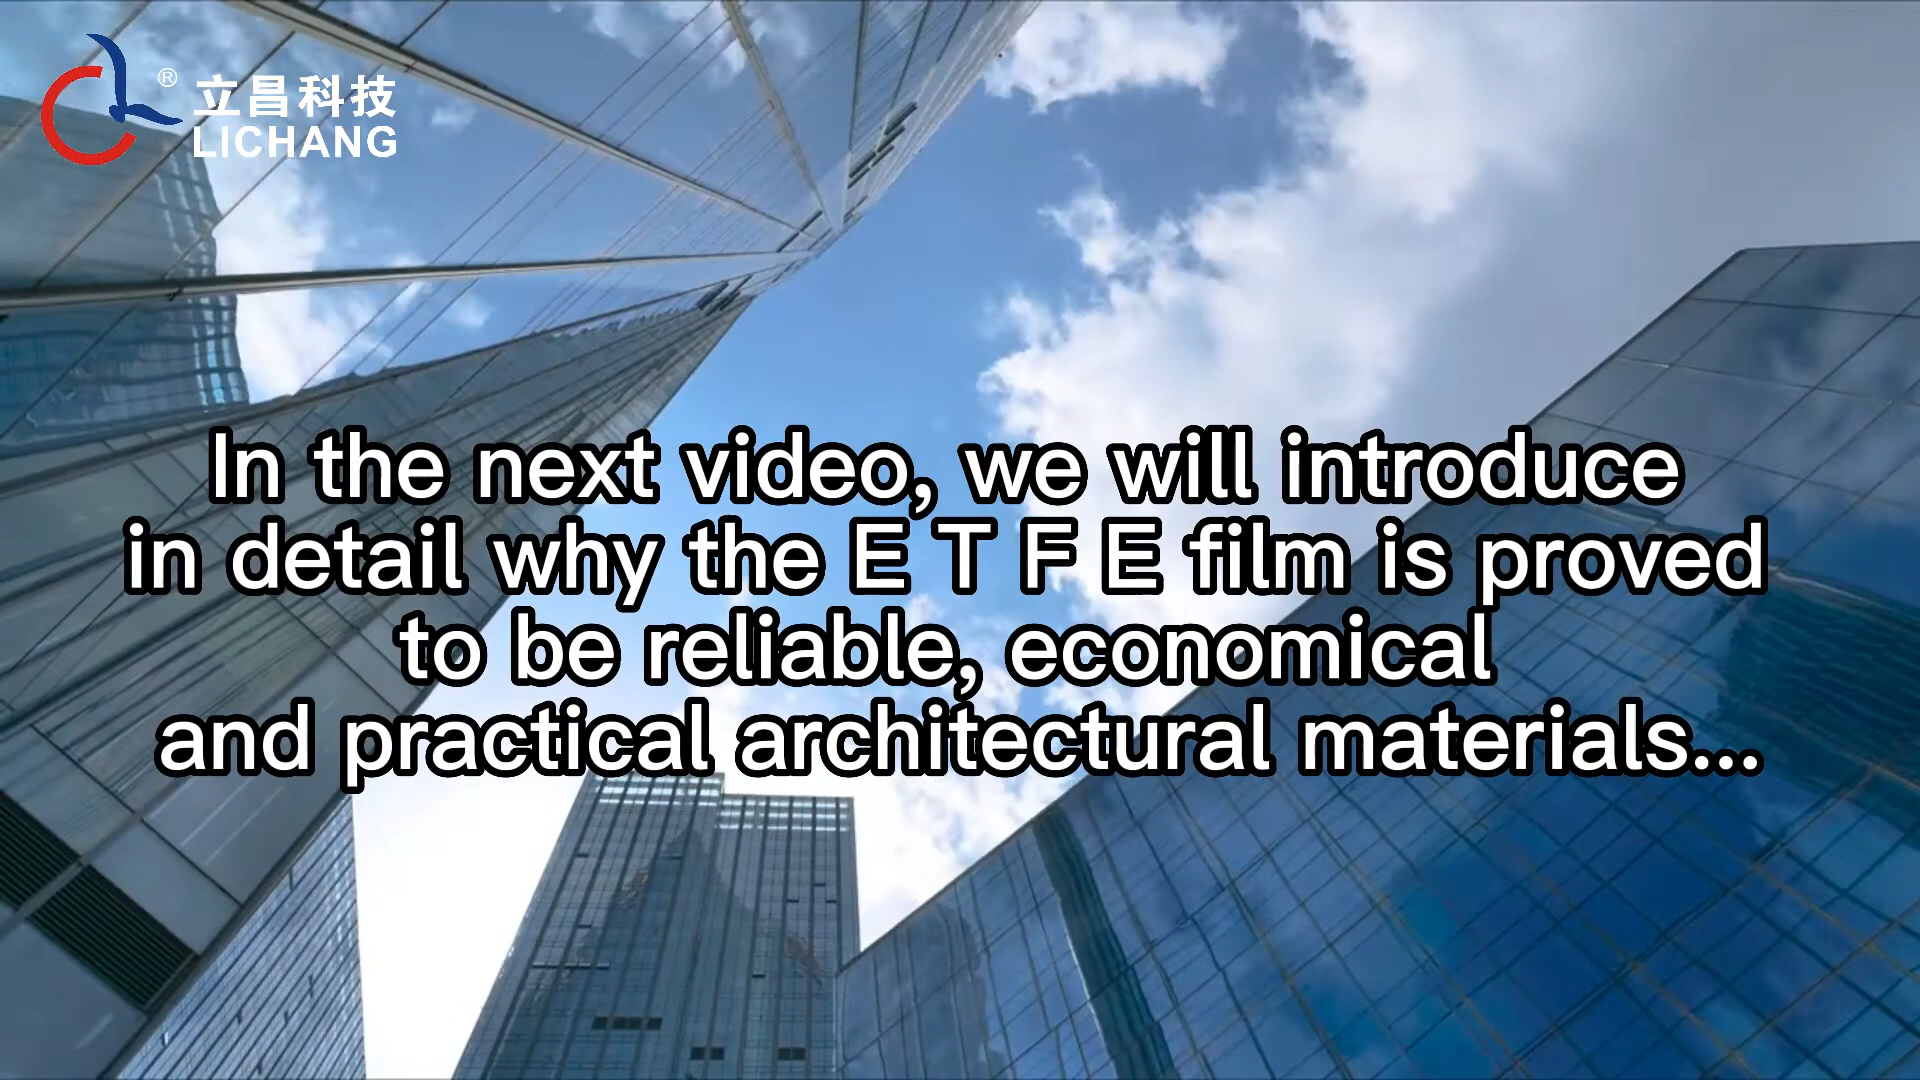 ® 立昌科技
LICHANG
In the next video, we will introduce
in detail why the E T F E film is proved
to be reliable, economical
and practical architectural materials...